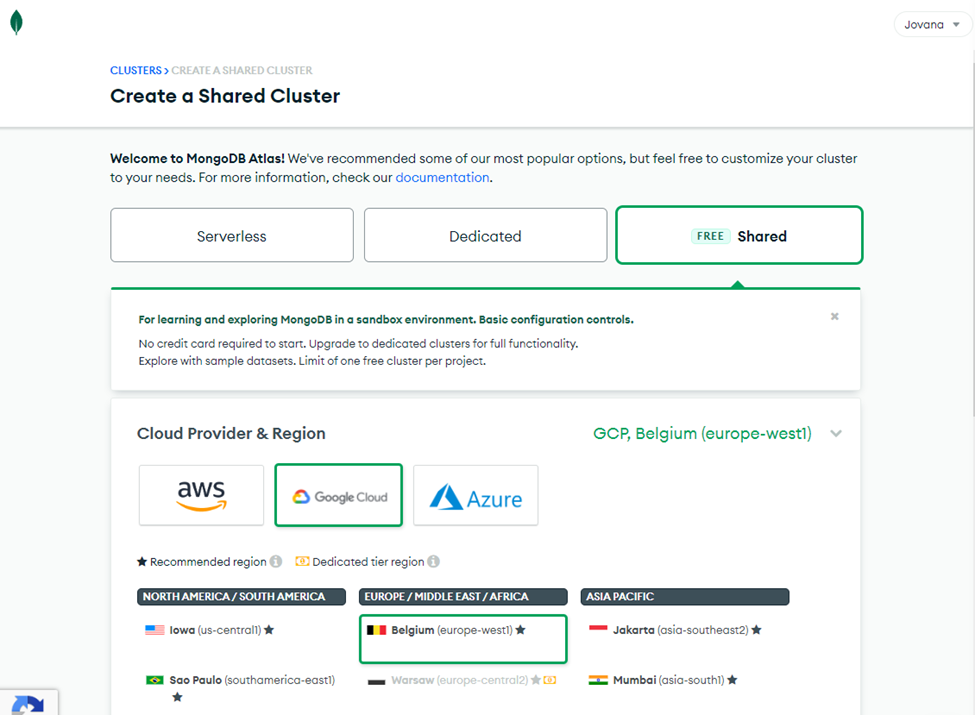 Jovana
CLUSTERS > CREATE A SHARED CLUSTER
Create a Shared Cluster
Welcome to MongoDB Atlas! We've recommended some of our most popular options, but feel free to customize your cluster
to your needs. For more information, check our documentation.
Serverless
Dedicated
FREE Shared
For learning and exploring MongoDB in a sandbox environment. Basic configuration controls.
No credit card required to start. Upgrade to dedicated clusters for full functionality.
Explore with sample datasets. Limit of one free cluster per project.
Cloud Provider & Region
GCP, Belgium (europe-west1)
aws
Google Cloud
Azure
Recommended region
Dedicated tier region
NORTH AMERICA / SOUTH AMERICA
Iowa (us-central1)
Sao Paulo (southamerica-east1)
EUROPE / MIDDLE EAST / AFRICA
Belgium (europe-west1)
Warsaw (europe-central2)
ASIA PACIFIC
Jakarta (asia-southeast2)
Mumbai (asia-south1)